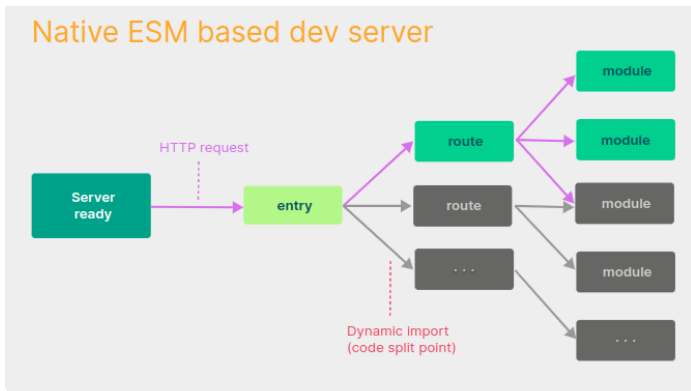 Native ESM based dev server
HTTP request
Server
ready
entry
route
route
. . .
module
module
module
module
. . .
Dynamic import
(code split point)